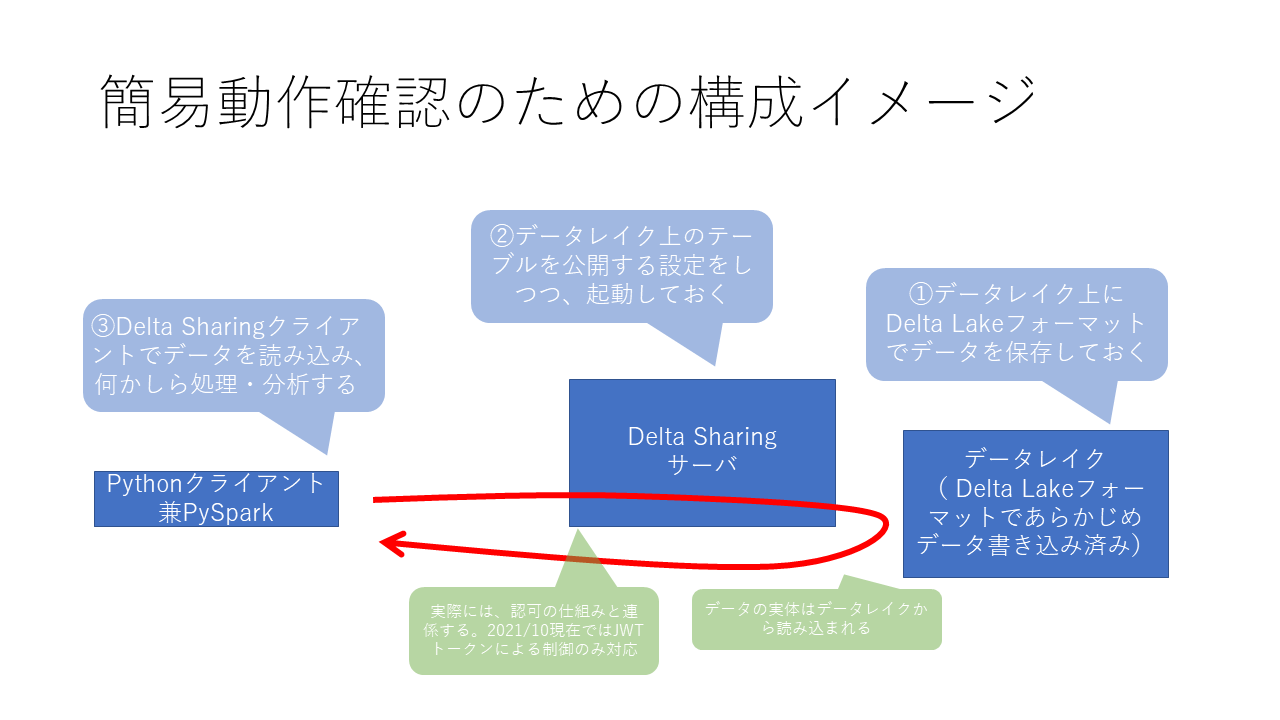 簡易動作確認のための構成イメージ
②データレイク上のテー
ブルを公開する設定をし
つつ、起動しておく
①データレイク上に
Delta Lakeフォーマット
でデータを保存しておく
③Delta Sharingクライア
ントでデータを読み込み、
何かしら処理・分析する
Delta Sharing
サーバ
データレイク
（ Delta Lakeフォー
マットであらかじめ
データ書き込み済み）
Pythonクライアント
兼PySpark
実際には、認可の仕組みと連
係する。2021/10現在ではJWT
トークンによる制御のみ対応
データの実体はデータレイクか
ら読み込まれる